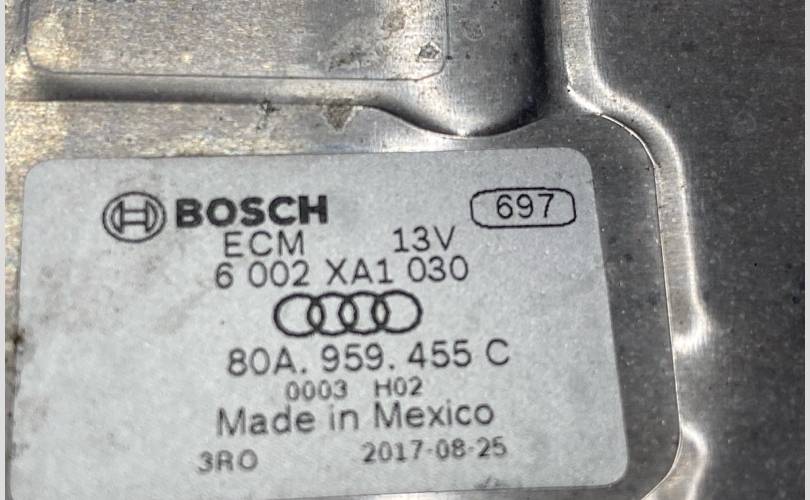 BOSCH 697
ECM 13V
6 002 XA1 030
80A. 959. 455 C
0003 H02
Made in Mexico
3RO 2017-08-25